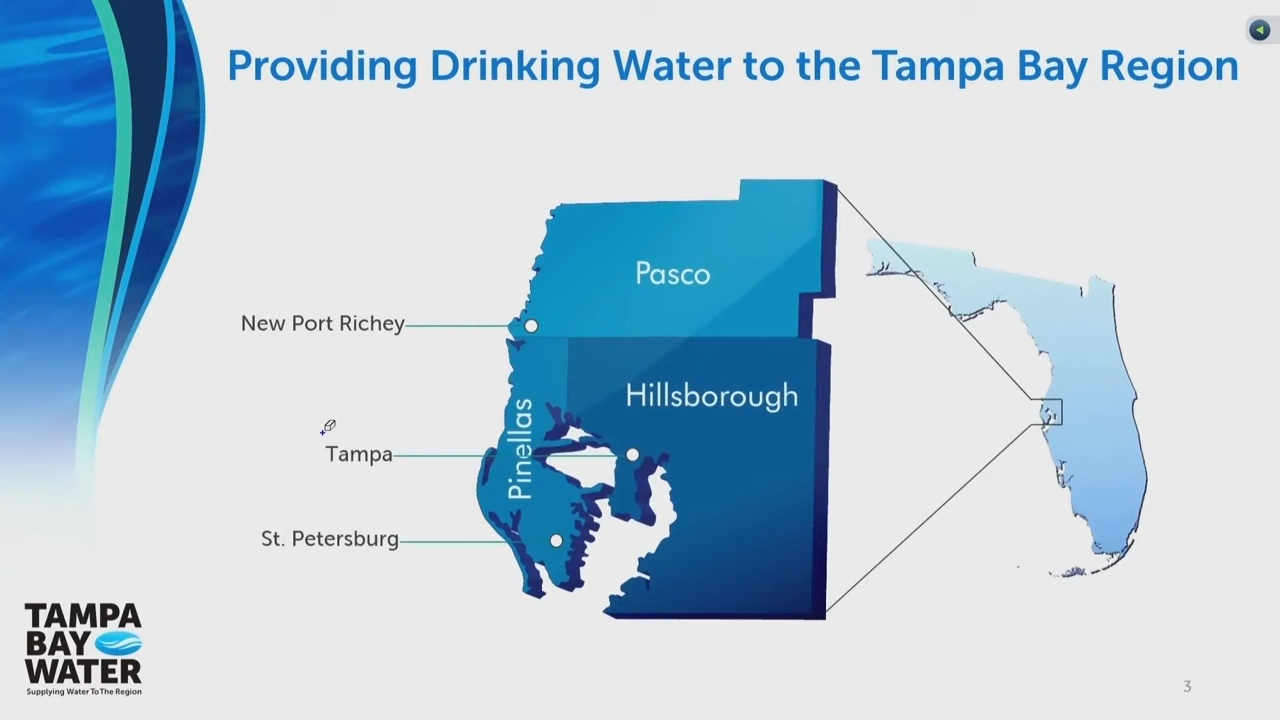 Providing Drinking Water to the Tampa Bay Region
Pasco
New Port Richey
Hillsborough
Pinellas
Tampa
St. Petersburg
TAMPA
BAY
WATER
Supplying Water To The Region
3